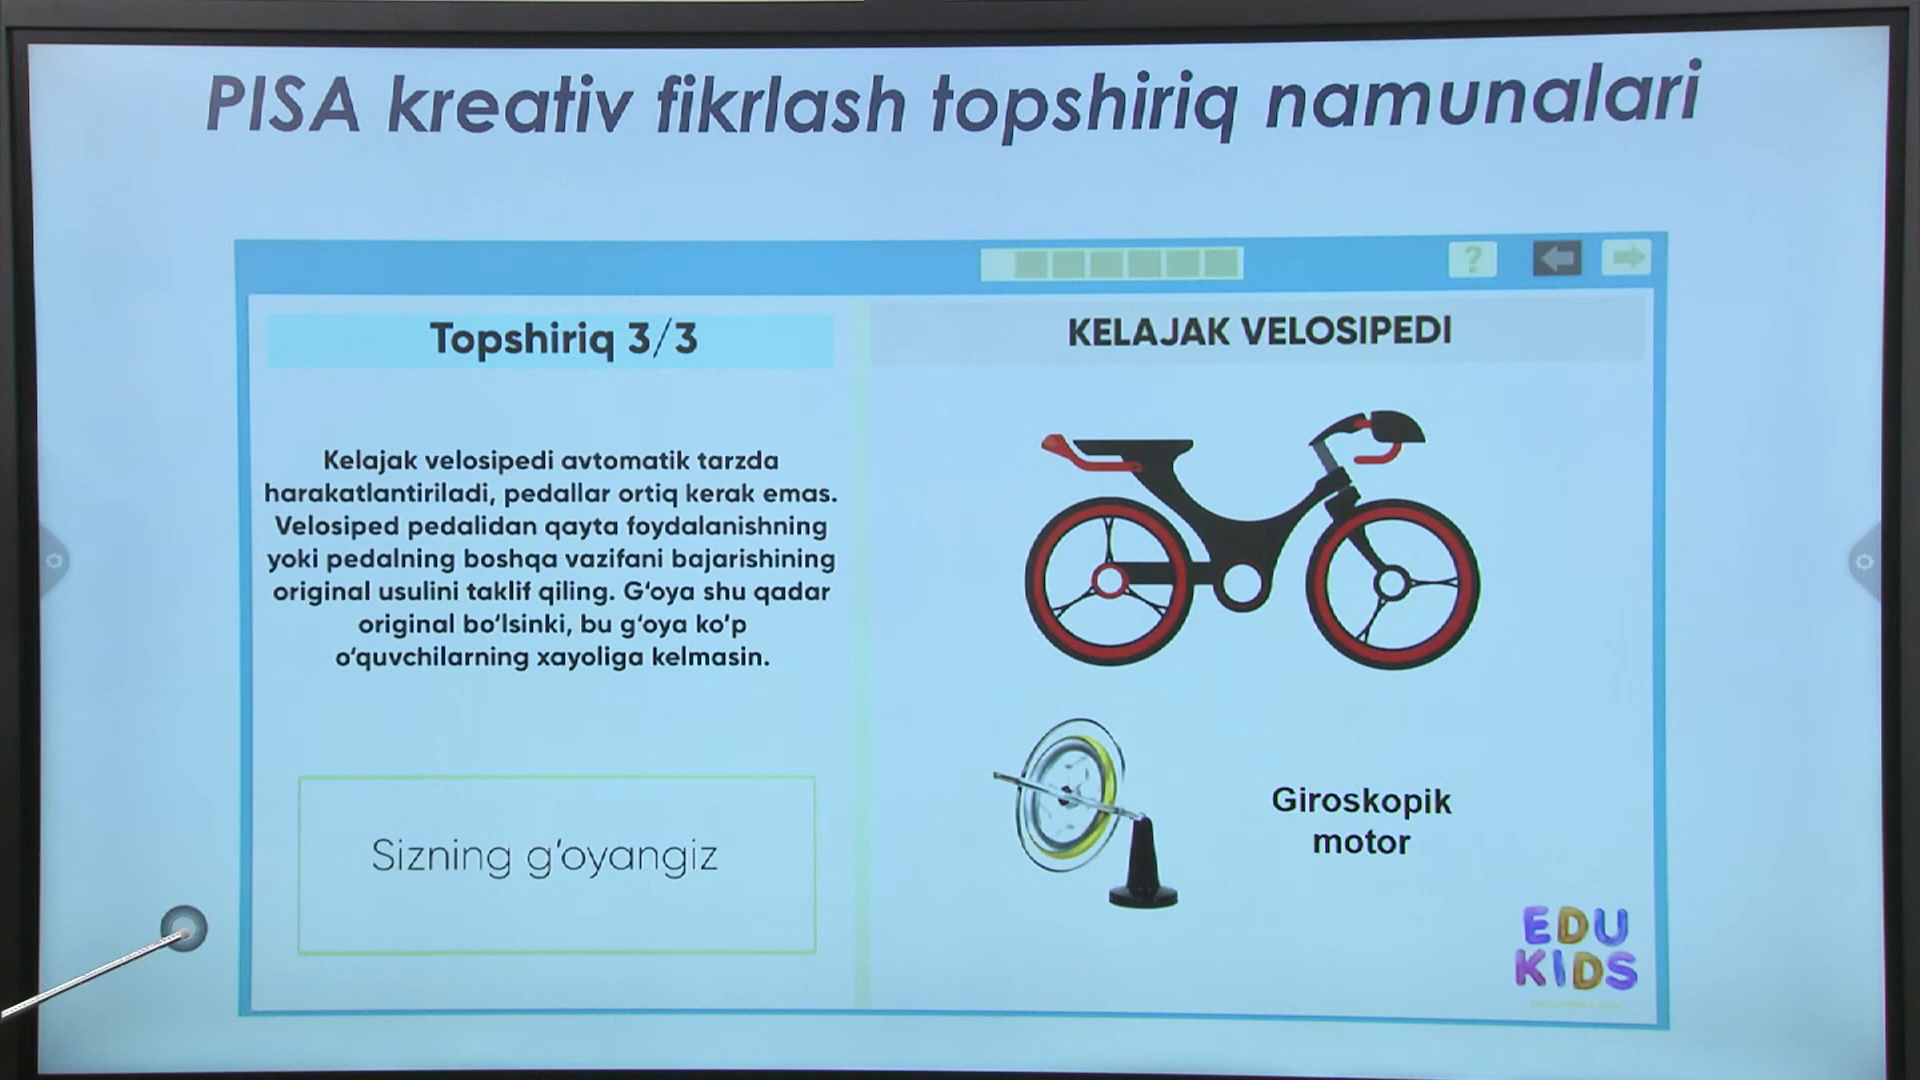 PISA kreativ fikrlash topshiriq namunalari
?
Topshiriq 3/3
Kelajak velosipedi avtomatik tarzda
harakatlantiriladi, pedallar ortiq kerak emas.
Velosiped pedalidan qayta foydalanishning
yoki pedalning boshqa vazifani bajarishining
original usulini taklif qiling. G‘oya shu qadar
original bo‘lsinki, bu g‘oya ko‘p
o‘quvchilarning xayoliga kelmasin.
Sizning g‘oyangiz
KELAJAK VELOSIPEDI
Giroskopik
motor
EDU
KIDS